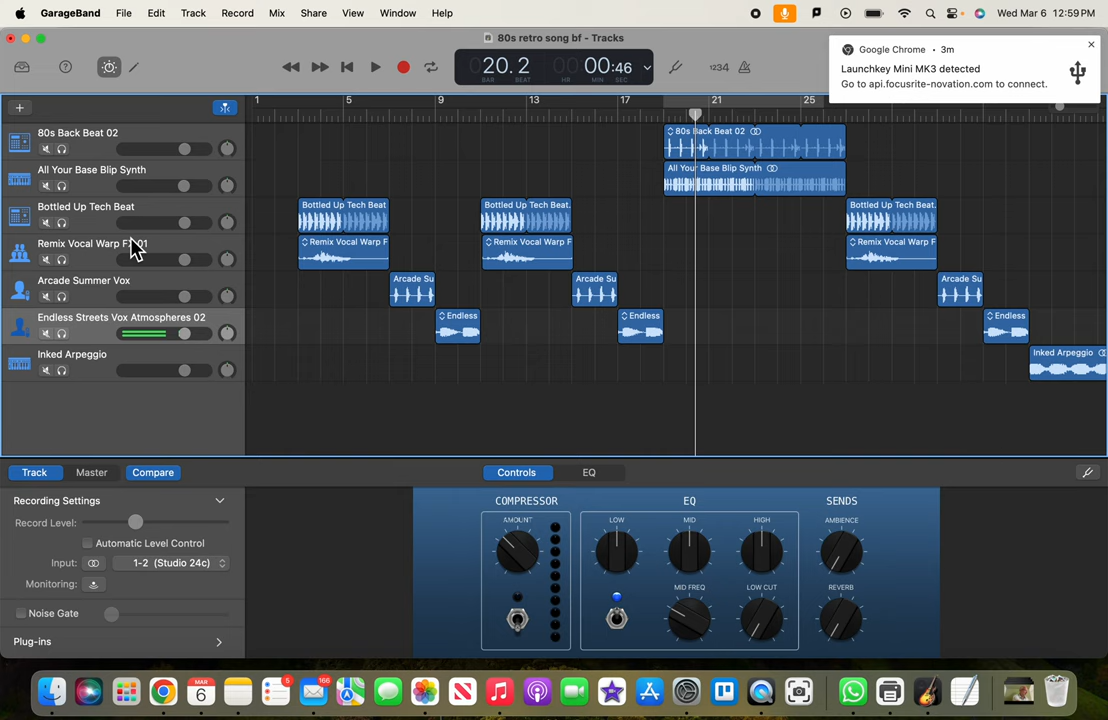 GarageBand File Edit Track Record Mix Share View Window Help Wed Mar 6 12:59 PM
80s retro song bf - Tracks
20.2 00:46 1234
BAR BEAT HR MIN SEC
Google Chrome • 3m
Launchkey Mini MK3 detected
Go to api.focusrite-novation.com to connect.
1 5 9 13 17 21 25
80s Back Beat 02
80s Back Beat 02
All Your Base Blip Synth
All Your Base Blip Synth
Bottled Up Tech Beat
Bottled Up Tech Beat Bottled Up Tech Beat. Bottled Up Tech Beat.
Remix Vocal Warp FX 01
Remix Vocal Warp F Remix Vocal Warp F Remix Vocal Warp F
Arcade Summer Vox
Arcade Su Arcade Su Arcade Su
Endless Streets Vox Atmospheres 02
Endless Endless Endless
Inked Arpeggio
Inked Arpeggio
Track Master Compare Controls EQ
Recording Settings
Record Level:
Automatic Level Control
Input: 1-2 (Studio 24c)
Monitoring:
Noise Gate
Plug-ins
COMPRESSOR EQ SENDS
AMOUNT LOW MID HIGH AMBIENCE
MID FREQ LOW CUT REVERB
MAR
6
5
166